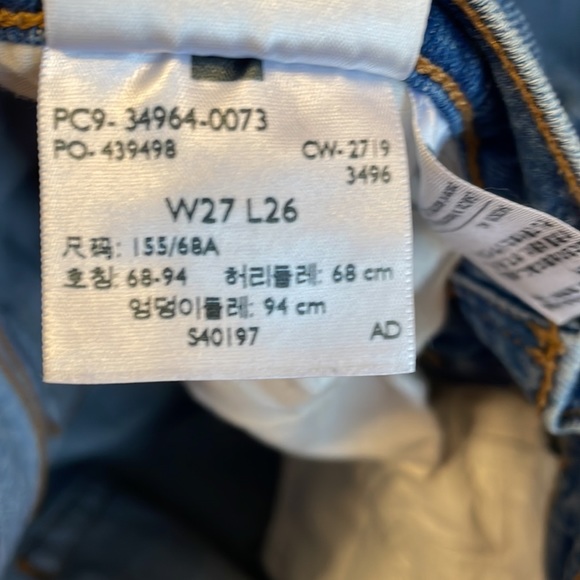 PC9- 34964-0073
PO- 439498 CW- 2719
3496
W27 L26
尺码: 155/68A
호칭: 68-94 허리둘레: 68 cm
엉덩이둘레: 94 cm
S40197 AD